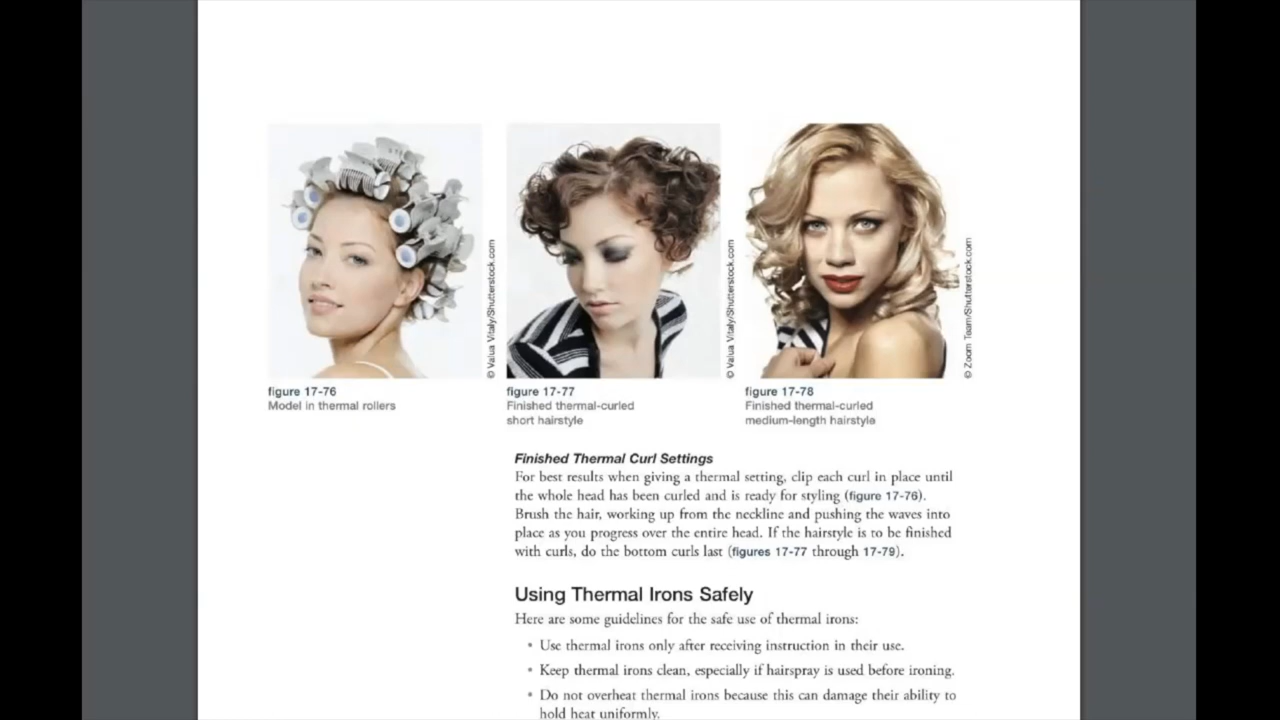 © Valua Vitaly/Shutterstock.com
© Valua Vitaly/Shutterstock.com
© Zoom Team/Shutterstock.com
figure 17-76
Model in thermal rollers
figure 17-77
Finished thermal-curled
short hairstyle
figure 17-78
Finished thermal-curled
medium-length hairstyle
Finished Thermal Curl Settings
For best results when giving a thermal setting, clip each curl in place until
the whole head has been curled and is ready for styling (figure 17-76).
Brush the hair, working up from the neckline and pushing the waves into
place as you progress over the entire head. If the hairstyle is to be finished
with curls, do the bottom curls last (figures 17-77 through 17-79).
Using Thermal Irons Safely
Here are some guidelines for the safe use of thermal irons:
• Use thermal irons only after receiving instruction in their use.
• Keep thermal irons clean, especially if hairspray is used before ironing.
• Do not overheat thermal irons because this can damage their ability to
hold heat uniformly.